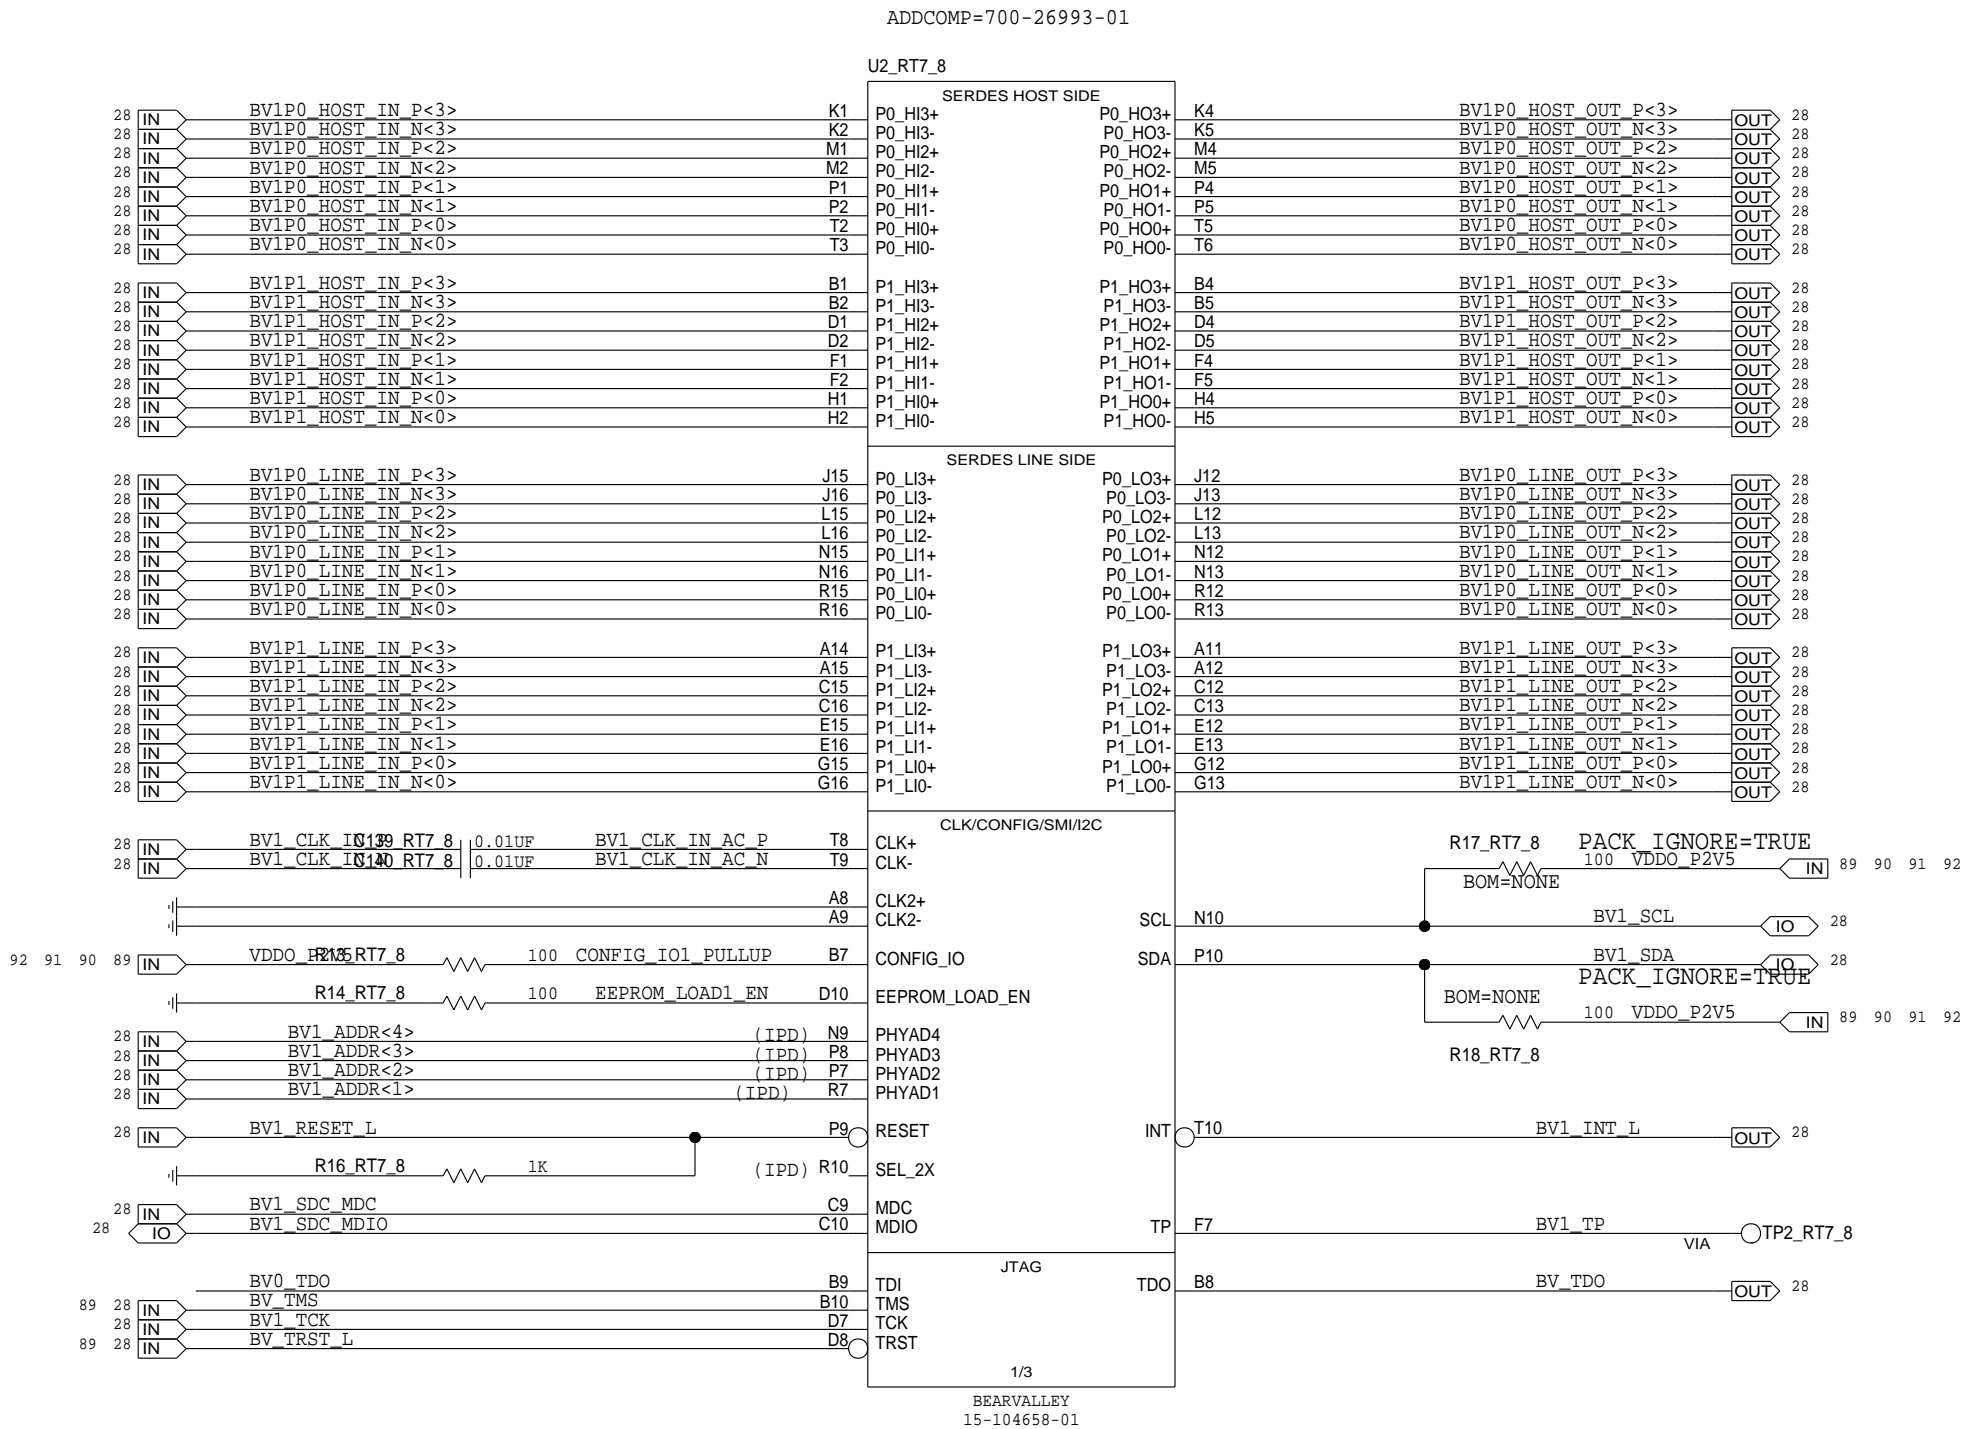 ADDCOMP=700-26993-01
U2_RT7_8
SERDES HOST SIDE
28 IN BV1P0_HOST_IN_P<3> K1 P0_HI3+ P0_HO3+ K4 BV1P0_HOST_OUT_P<3> OUT 28
28 IN BV1P0_HOST_IN_N<3> K2 P0_HI3- P0_HO3- K5 BV1P0_HOST_OUT_N<3> OUT 28
28 IN BV1P0_HOST_IN_P<2> M1 P0_HI2+ P0_HO2+ M4 BV1P0_HOST_OUT_P<2> OUT 28
28 IN BV1P0_HOST_IN_N<2> M2 P0_HI2- P0_HO2- M5 BV1P0_HOST_OUT_N<2> OUT 28
28 IN BV1P0_HOST_IN_P<1> P1 P0_HI1+ P0_HO1+ P4 BV1P0_HOST_OUT_P<1> OUT 28
28 IN BV1P0_HOST_IN_N<1> P2 P0_HI1- P0_HO1- P5 BV1P0_HOST_OUT_N<1> OUT 28
28 IN BV1P0_HOST_IN_P<0> T2 P0_HI0+ P0_HO0+ T5 BV1P0_HOST_OUT_P<0> OUT 28
28 IN BV1P0_HOST_IN_N<0> T3 P0_HI0- P0_HO0- T6 BV1P0_HOST_OUT_N<0> OUT 28
28 IN BV1P1_HOST_IN_P<3> B1 P1_HI3+ P1_HO3+ B4 BV1P1_HOST_OUT_P<3> OUT 28
28 IN BV1P1_HOST_IN_N<3> B2 P1_HI3- P1_HO3- B5 BV1P1_HOST_OUT_N<3> OUT 28
28 IN BV1P1_HOST_IN_P<2> D1 P1_HI2+ P1_HO2+ D4 BV1P1_HOST_OUT_P<2> OUT 28
28 IN BV1P1_HOST_IN_N<2> D2 P1_HI2- P1_HO2- D5 BV1P1_HOST_OUT_N<2> OUT 28
28 IN BV1P1_HOST_IN_P<1> F1 P1_HI1+ P1_HO1+ F4 BV1P1_HOST_OUT_P<1> OUT 28
28 IN BV1P1_HOST_IN_N<1> F2 P1_HI1- P1_HO1- F5 BV1P1_HOST_OUT_N<1> OUT 28
28 IN BV1P1_HOST_IN_P<0> H1 P1_HI0+ P1_HO0+ H4 BV1P1_HOST_OUT_P<0> OUT 28
28 IN BV1P1_HOST_IN_N<0> H2 P1_HI0- P1_HO0- H5 BV1P1_HOST_OUT_N<0> OUT 28
SERDES LINE SIDE
28 IN BV1P0_LINE_IN_P<3> J15 P0_LI3+ P0_LO3+ J12 BV1P0_LINE_OUT_P<3> OUT 28
28 IN BV1P0_LINE_IN_N<3> J16 P0_LI3- P0_LO3- J13 BV1P0_LINE_OUT_N<3> OUT 28
28 IN BV1P0_LINE_IN_P<2> L15 P0_LI2+ P0_LO2+ L12 BV1P0_LINE_OUT_P<2> OUT 28
28 IN BV1P0_LINE_IN_N<2> L16 P0_LI2- P0_LO2- L13 BV1P0_LINE_OUT_N<2> OUT 28
28 IN BV1P0_LINE_IN_P<1> N15 P0_LI1+ P0_LO1+ N12 BV1P0_LINE_OUT_P<1> OUT 28
28 IN BV1P0_LINE_IN_N<1> N16 P0_LI1- P0_LO1- N13 BV1P0_LINE_OUT_N<1> OUT 28
28 IN BV1P0_LINE_IN_P<0> R15 P0_LI0+ P0_LO0+ R12 BV1P0_LINE_OUT_P<0> OUT 28
28 IN BV1P0_LINE_IN_N<0> R16 P0_LI0- P0_LO0- R13 BV1P0_LINE_OUT_N<0> OUT 28
28 IN BV1P1_LINE_IN_P<3> A14 P1_LI3+ P1_LO3+ A11 BV1P1_LINE_OUT_P<3> OUT 28
28 IN BV1P1_LINE_IN_N<3> A15 P1_LI3- P1_LO3- A12 BV1P1_LINE_OUT_N<3> OUT 28
28 IN BV1P1_LINE_IN_P<2> C15 P1_LI2+ P1_LO2+ C12 BV1P1_LINE_OUT_P<2> OUT 28
28 IN BV1P1_LINE_IN_N<2> C16 P1_LI2- P1_LO2- C13 BV1P1_LINE_OUT_N<2> OUT 28
28 IN BV1P1_LINE_IN_P<1> E15 P1_LI1+ P1_LO1+ E12 BV1P1_LINE_OUT_P<1> OUT 28
28 IN BV1P1_LINE_IN_N<1> E16 P1_LI1- P1_LO1- E13 BV1P1_LINE_OUT_N<1> OUT 28
28 IN BV1P1_LINE_IN_P<0> G15 P1_LI0+ P1_LO0+ G12 BV1P1_LINE_OUT_P<0> OUT 28
28 IN BV1P1_LINE_IN_N<0> G16 P1_LI0- P1_LO0- G13 BV1P1_LINE_OUT_N<0> OUT 28
CLK/CONFIG/SMI/I2C
28 IN BV1_CLK_IN_P C139_RT7_8 0.01UF BV1_CLK_IN_AC_P T8 CLK+ R17_RT7_8 PACK_IGNORE=TRUE
28 IN BV1_CLK_IN_N C140_RT7_8 0.01UF BV1_CLK_IN_AC_N T9 CLK- 100 VDDO_P2V5 IN 89 90 91 92
BOM=NONE
A8 CLK2+
A9 CLK2- SCL N10 BV1_SCL IO 28
92 91 90 89 IN VDDO_P2V5 R13_RT7_8 100 CONFIG_IO1_PULLUP B7 CONFIG_IO SDA P10 BV1_SDA IO 28
PACK_IGNORE=TRUE
R14_RT7_8 100 EEPROM_LOAD1_EN D10 EEPROM_LOAD_EN BOM=NONE
100 VDDO_P2V5 IN 89 90 91 92
28 IN BV1_ADDR<4> (IPD) N9 PHYAD4
28 IN BV1_ADDR<3> (IPD) P8 PHYAD3 R18_RT7_8
28 IN BV1_ADDR<2> (IPD) P7 PHYAD2
28 IN BV1_ADDR<1> (IPD) R7 PHYAD1
28 IN BV1_RESET_L P9 RESET INT T10 BV1_INT_L OUT 28
R16_RT7_8 1K (IPD) R10 SEL_2X
28 IN BV1_SDC_MDC C9 MDC
28 IO BV1_SDC_MDIO C10 MDIO TP F7 BV1_TP VIA TP2_RT7_8
JTAG
BV0_TDO B9 TDI TDO B8 BV_TDO OUT 28
89 28 IN BV_TMS B10 TMS
28 IN BV1_TCK D7 TCK
89 28 IN BV_TRST_L D8 TRST
1/3
BEARVALLEY
15-104658-01